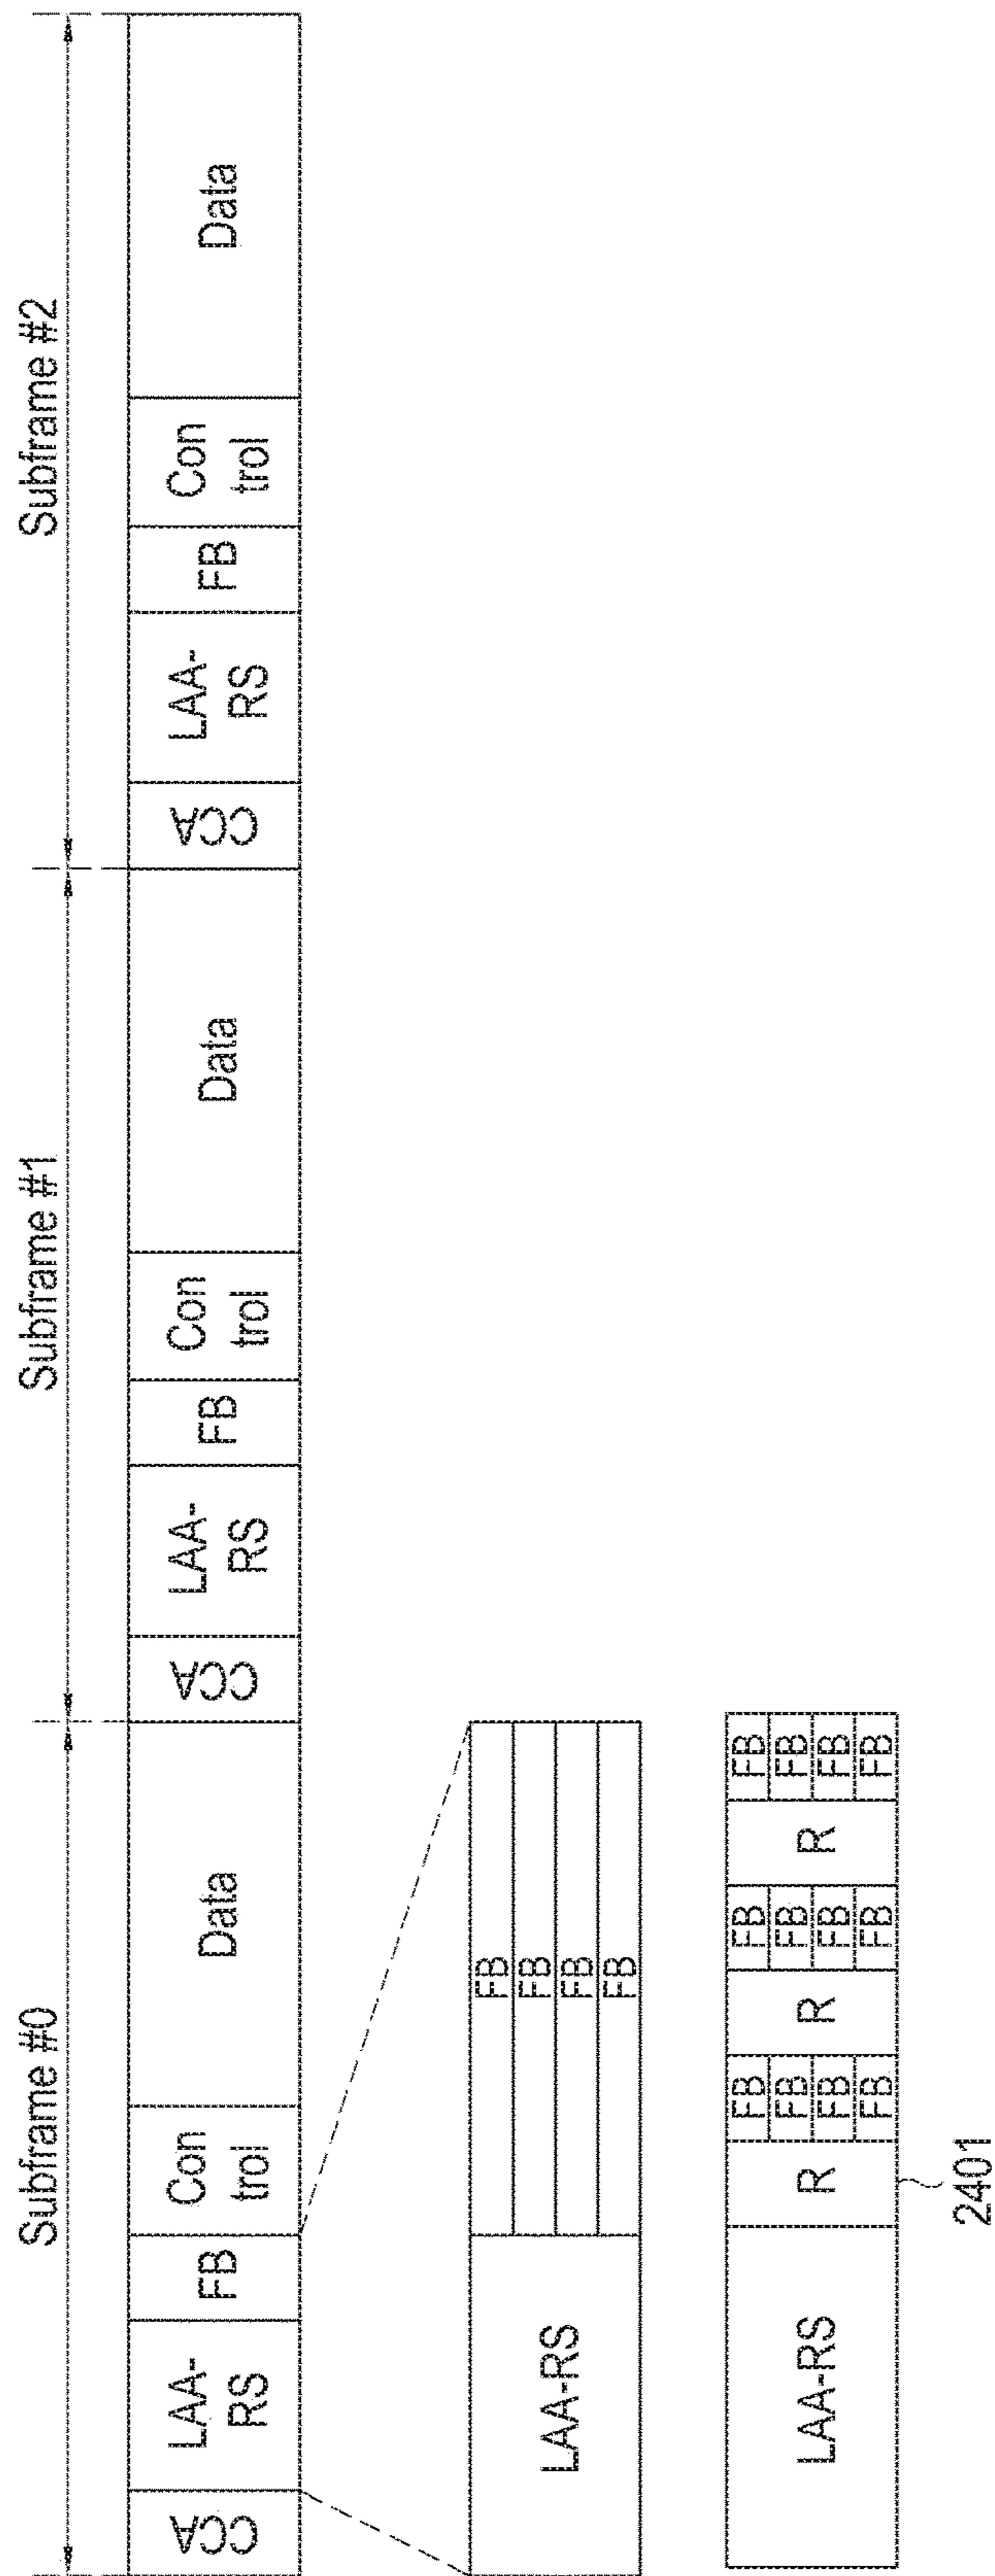 Subframe #0
Subframe #1
Subframe #2
CCA
LAA-
RS
FB
Con
trol
Data
CCA
LAA-
RS
FB
Con
trol
Data
CCA
LAA-
RS
FB
Con
trol
Data
LAA-RS
FB
FB
FB
FB
LAA-RS
R
FB
FB
FB
FB
R
FB
FB
FB
FB
R
FB
FB
FB
FB
2401